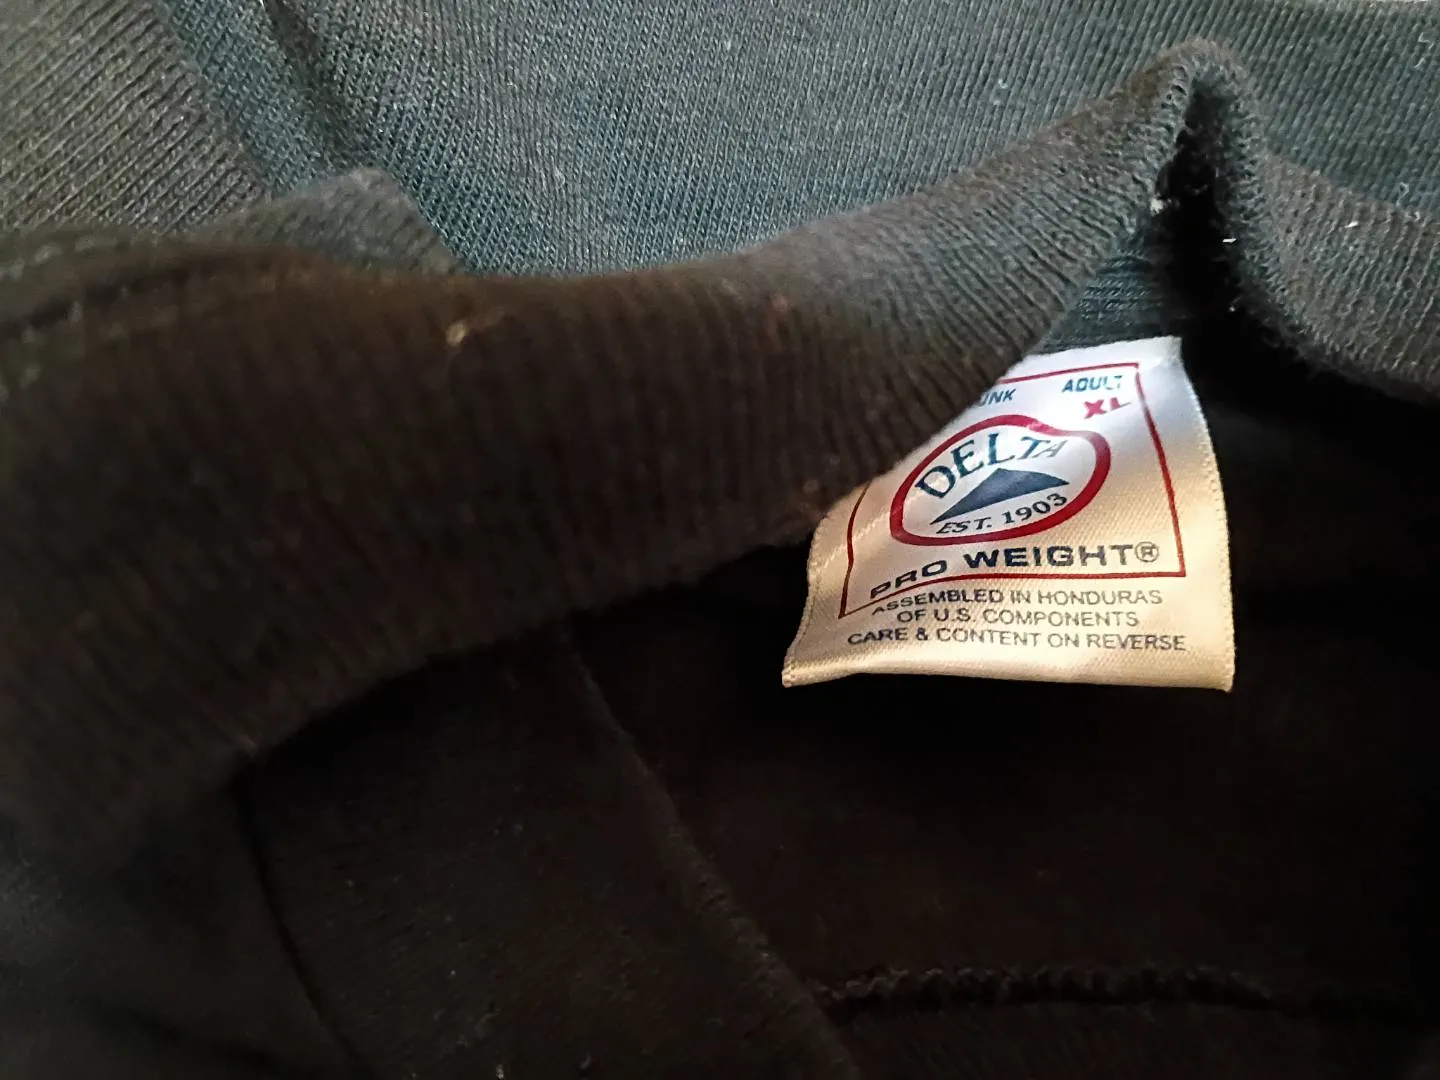 ADULT
XL
DELTA
EST. 1903
PRO WEIGHT®
ASSEMBLED IN HONDURAS
OF U.S. COMPONENTS
CARE & CONTENT ON REVERSE